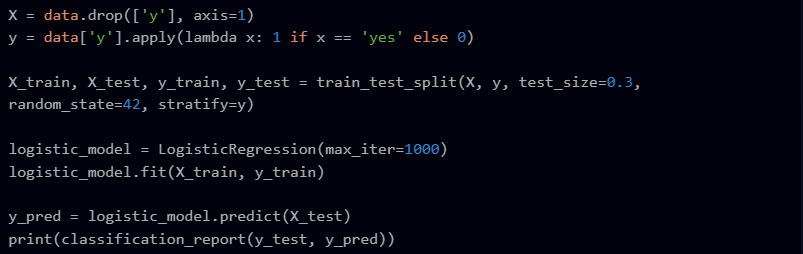 X = data.drop(['y'], axis=1)
y = data['y'].apply(lambda x: 1 if x == 'yes' else 0)
X_train, X_test, y_train, y_test = train_test_split(X, y, test_size=0.3,
random_state=42, stratify=y)
logistic_model = LogisticRegression(max_iter=1000)
logistic_model.fit(X_train, y_train)
y_pred = logistic_model.predict(X_test)
print(classification_report(y_test, y_pred))